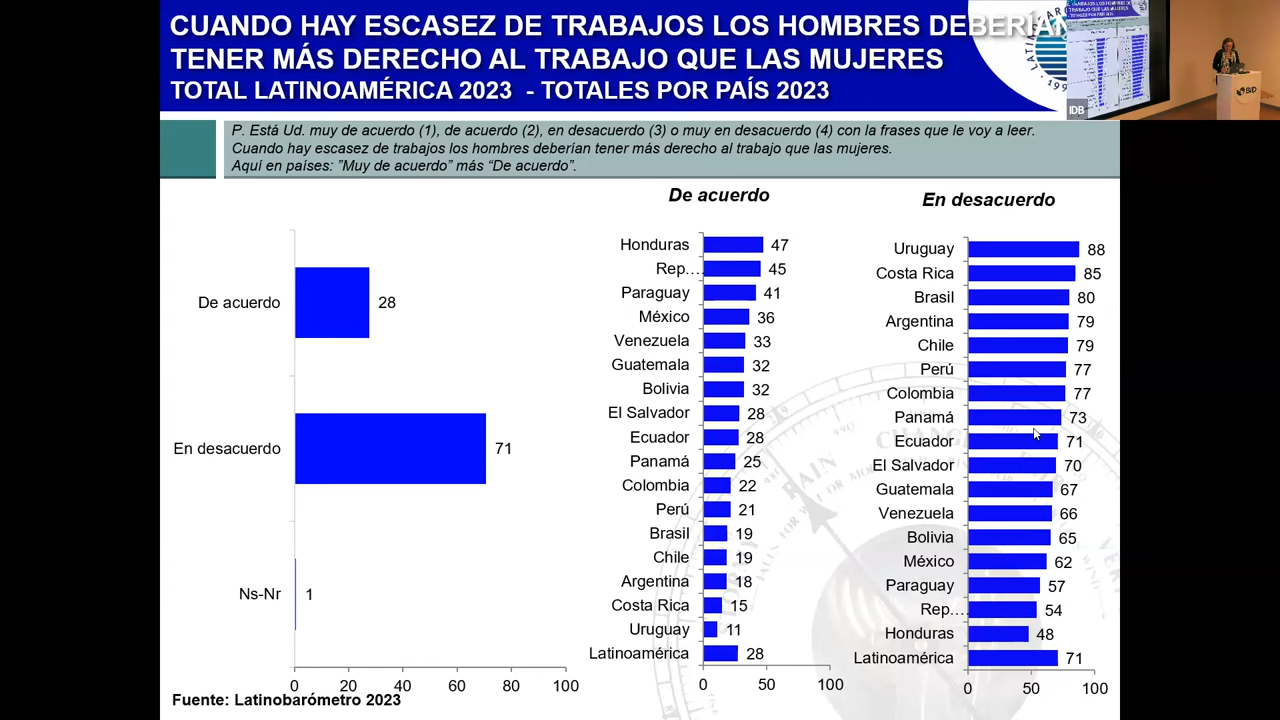 CUANDO HAY ESCASEZ DE TRABAJOS LOS HOMBRES DEBERÍAN
TENER MÁS DERECHO AL TRABAJO QUE LAS MUJERES
TOTAL LATINOAMÉRICA 2023 - TOTALES POR PAÍS 2023
IDB
BID
P. Está Ud. muy de acuerdo (1), de acuerdo (2), en desacuerdo (3) o muy en desacuerdo (4) con la frases que le voy a leer.
Cuando hay escasez de trabajos los hombres deberían tener más derecho al trabajo que las mujeres.
Aquí en países: "Muy de acuerdo" más "De acuerdo".
De acuerdo 28
En desacuerdo 71
Ns-Nr 1
0 20 40 60 80 100
De acuerdo
Honduras 47
Rep.... 45
Paraguay 41
México 36
Venezuela 33
Guatemala 32
Bolivia 32
El Salvador 28
Ecuador 28
Panamá 25
Colombia 22
Perú 21
Brasil 19
Chile 19
Argentina 18
Costa Rica 15
Uruguay 11
Latinoamérica 28
0 50 100
En desacuerdo
Uruguay 88
Costa Rica 85
Brasil 80
Argentina 79
Chile 79
Perú 77
Colombia 77
Panamá 73
Ecuador 71
El Salvador 70
Guatemala 67
Venezuela 66
Bolivia 65
México 62
Paraguay 57
Rep.... 54
Honduras 48
Latinoamérica 71
0 50 100
Fuente: Latinobarómetro 2023